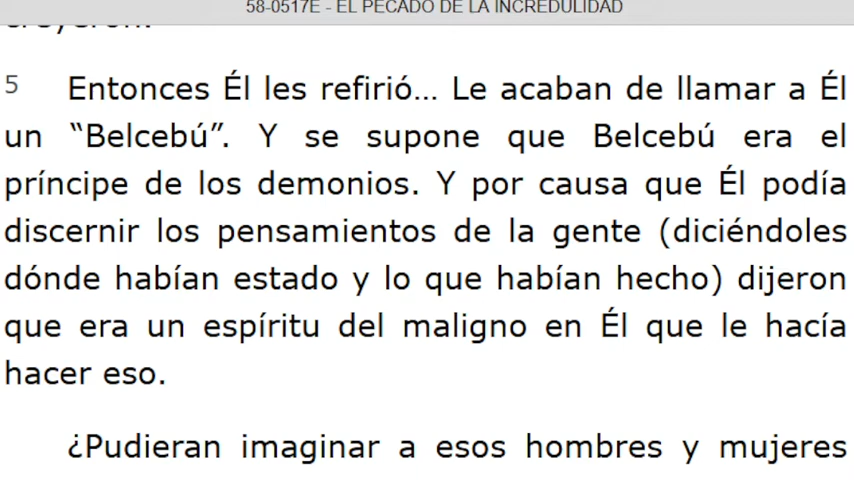 58-0517E - EL PECADO DE LA INCREDULIDAD
creyeron.
5 Entonces Él les refirió... Le acaban de llamar a Él
un “Belcebú”. Y se supone que Belcebú era el
príncipe de los demonios. Y por causa que Él podía
discernir los pensamientos de la gente (diciéndoles
dónde habían estado y lo que habían hecho) dijeron
que era un espíritu del maligno en Él que le hacía
hacer eso.
¿Pudieran imaginar a esos hombres y mujeres